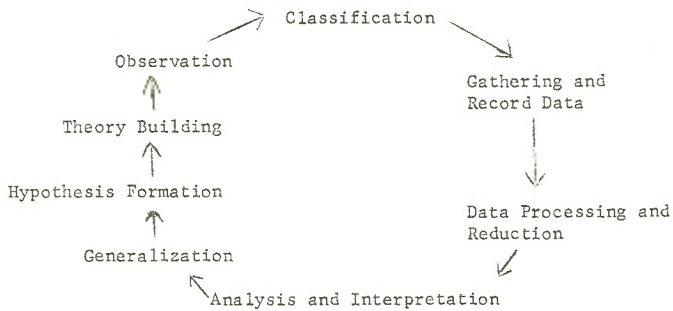 Classification
Observation
Gathering and
Record Data
Theory Building
Hypothesis Formation
Data Processing and
Reduction
Generalization
Analysis and Interpretation